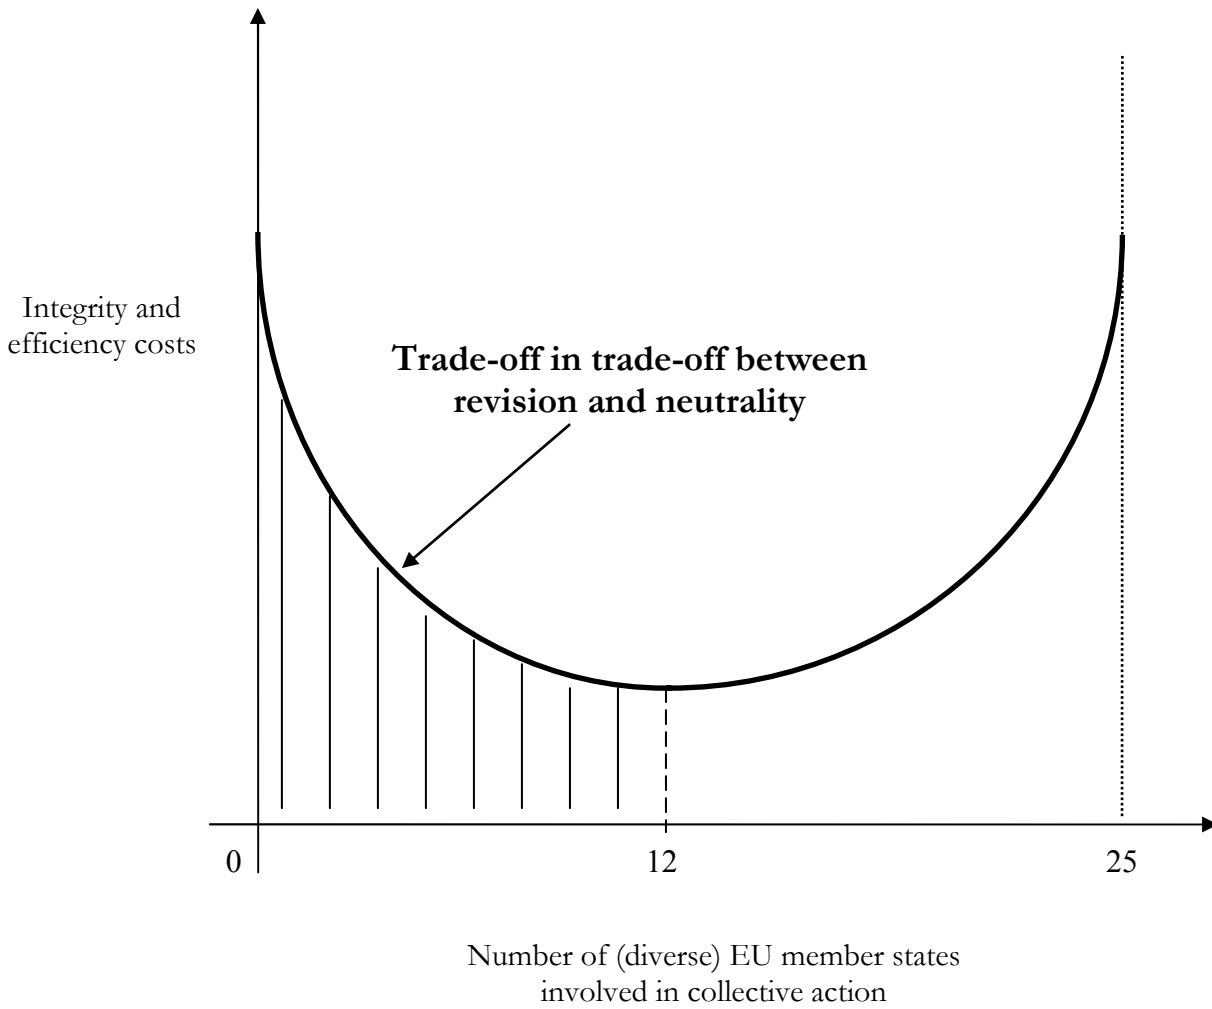 Integrity and
efficiency costs
Trade-off in trade-off between
revision and neutrality
0
12
25
Number of (diverse) EU member states
involved in collective action